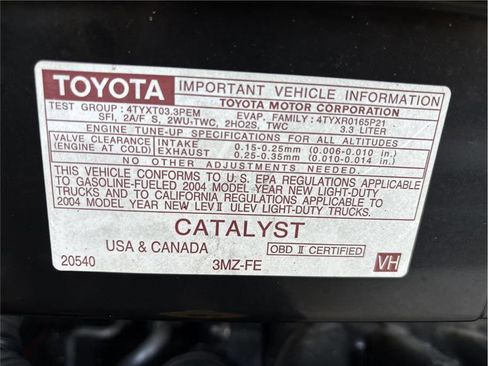 TOYOTA IMPORTANT VEHICLE INFORMATION
TOYOTA MOTOR CORPORATION
TEST GROUP : 4TYXT03.3PEM EVAP. FAMILY : 4TYXR0165P21
SFI, 2A/F S, 2WU-TWC, 2HO2S, TWC 3.3 LITER
ENGINE TUNE-UP SPECIFICATIONS FOR ALL ALTITUDES
VALVE CLEARANCE INTAKE 0.15-0.25mm (0.006-0.010 in.)
(ENGINE AT COLD) EXHAUST 0.25-0.35mm (0.010-0.014 in.)
NO OTHER ADJUSTMENTS NEEDED.
THIS VEHICLE CONFORMS TO U.S. EPA REGULATIONS APPLICABLE
TO GASOLINE-FUELED 2004 MODEL YEAR NEW LIGHT-DUTY
TRUCKS AND TO CALIFORNIA REGULATIONS APPLICABLE TO
2004 MODEL YEAR NEW LEV II ULEV LIGHT-DUTY TRUCKS.
CATALYST
USA & CANADA OBD II CERTIFIED
20540 3MZ-FE VH